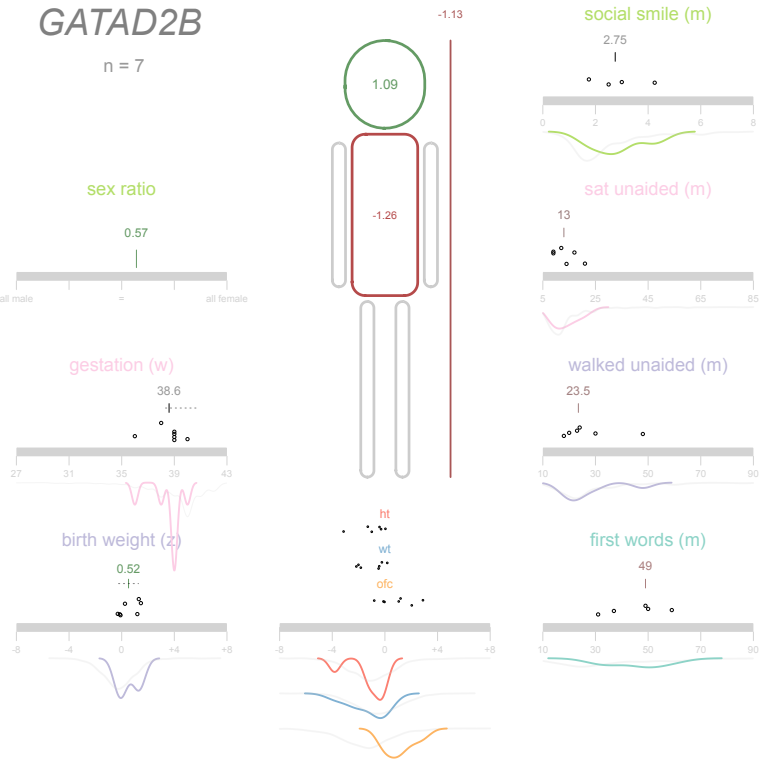 GATAD2B
n = 7
-1.13
1.09
-1.26
social smile (m)
2.75
0 2 4 6 8
sex ratio
0.57
all male = all female
sat unaided (m)
13
5 25 45 65 85
gestation (w)
38.6
27 31 35 39 43
walked unaided (m)
23.5
10 30 50 70 90
birth weight (z)
0.52
-8 -4 0 +4 +8
ht
wt
ofc
-8 -4 0 +4 +8
first words (m)
49
10 30 50 70 90